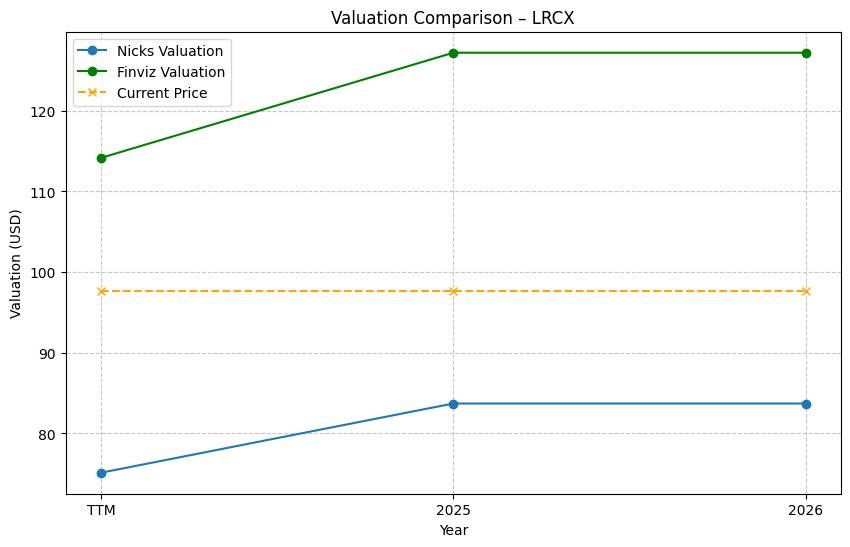 Valuation Comparison – LRCX
Nicks Valuation
Finviz Valuation
Current Price
Valuation (USD)
120
110
100
90
80
TTM
2025
2026
Year